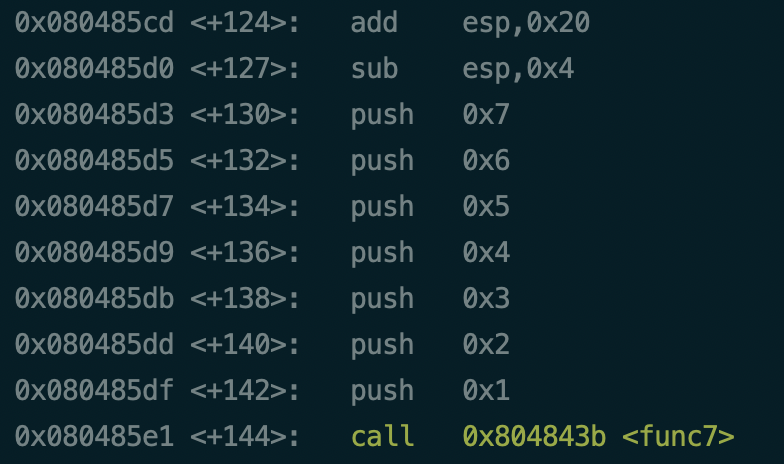 0x080485cd <+124>:   add    esp,0x20
0x080485d0 <+127>:   sub    esp,0x4
0x080485d3 <+130>:   push   0x7
0x080485d5 <+132>:   push   0x6
0x080485d7 <+134>:   push   0x5
0x080485d9 <+136>:   push   0x4
0x080485db <+138>:   push   0x3
0x080485dd <+140>:   push   0x2
0x080485df <+142>:   push   0x1
0x080485e1 <+144>:   call   0x804843b <func7>